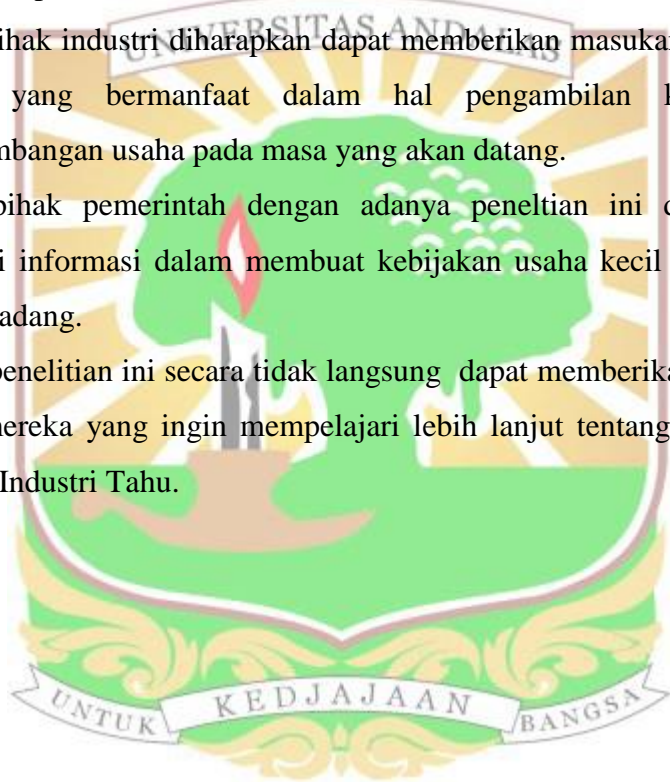 UNIVERSITAS ANDALAS
ihak industri diharapkan dapat memberikan masukan
yang bermanfaat dalam hal pengambilan
mbangan usaha pada masa yang akan datang.
pihak pemerintah dengan adanya peneltian ini
i informasi dalam membuat kebijakan usaha kecil
adang.
penelitian ini secara tidak langsung dapat memberika
mereka yang ingin mempelajari lebih lanjut tentang
Industri Tahu.
UNTUK KEDJAJAAN BANGSA